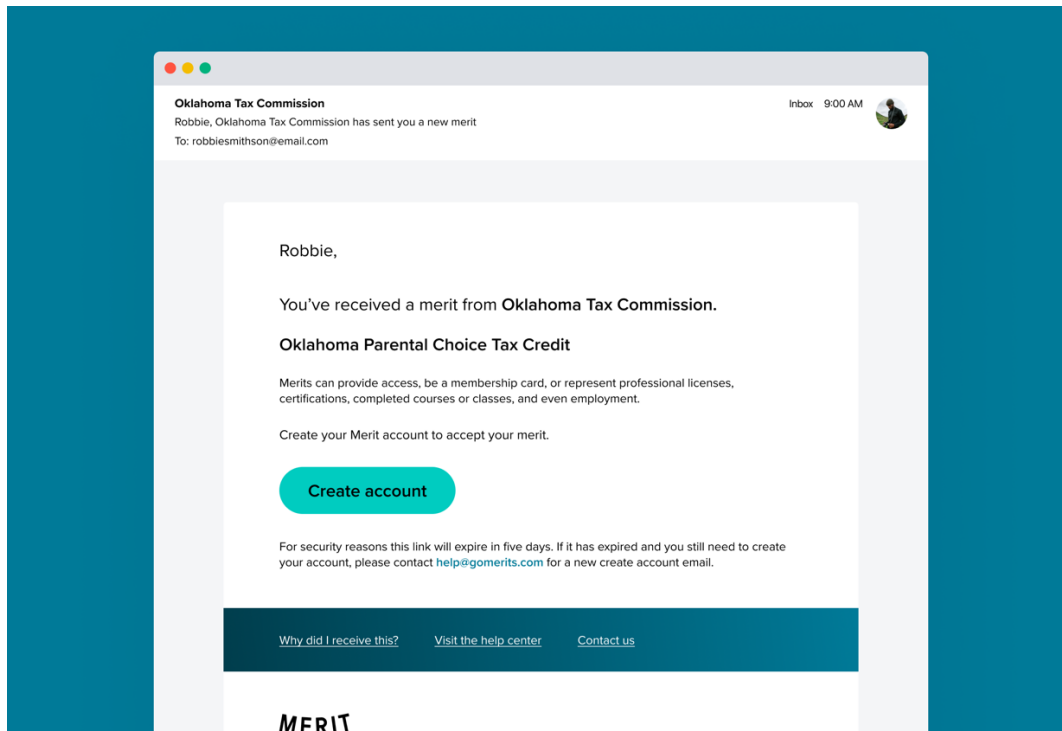 Oklahoma Tax Commission
Inbox 9:00 AM
Robbie, Oklahoma Tax Commission has sent you a new merit
To: robbiesmithson@email.com
Robbie,
You've received a merit from Oklahoma Tax Commission.
Oklahoma Parental Choice Tax Credit
Merits can provide access, be a membership card, or represent professional licenses,
certifications, completed courses or classes, and even employment.
Create your Merit account to accept your merit.
Create account
For security reasons this link will expire in five days. If it has expired and you still need to create
your account, please contact help@gomerits.com for a new create account email.
Why did I receive this? Visit the help center Contact us
MERIT